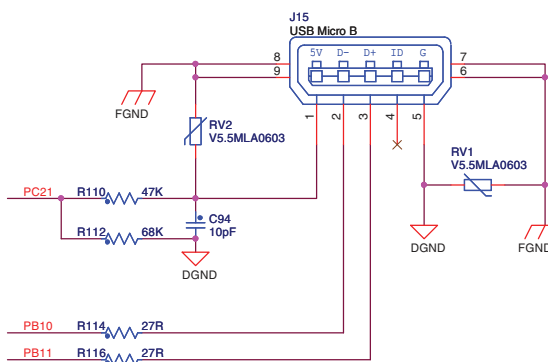 J15
USB Micro B
5V D- D+ ID G
8
9
7
6
1
2
3
4
5
FGND
RV2
V5.5MLA0603
RV1
V5.5MLA0603
PC21
R110
47K
C94
10pF
R112
68K
DGND
DGND
FGND
PB10
R114
27R
PB11
R116
27R